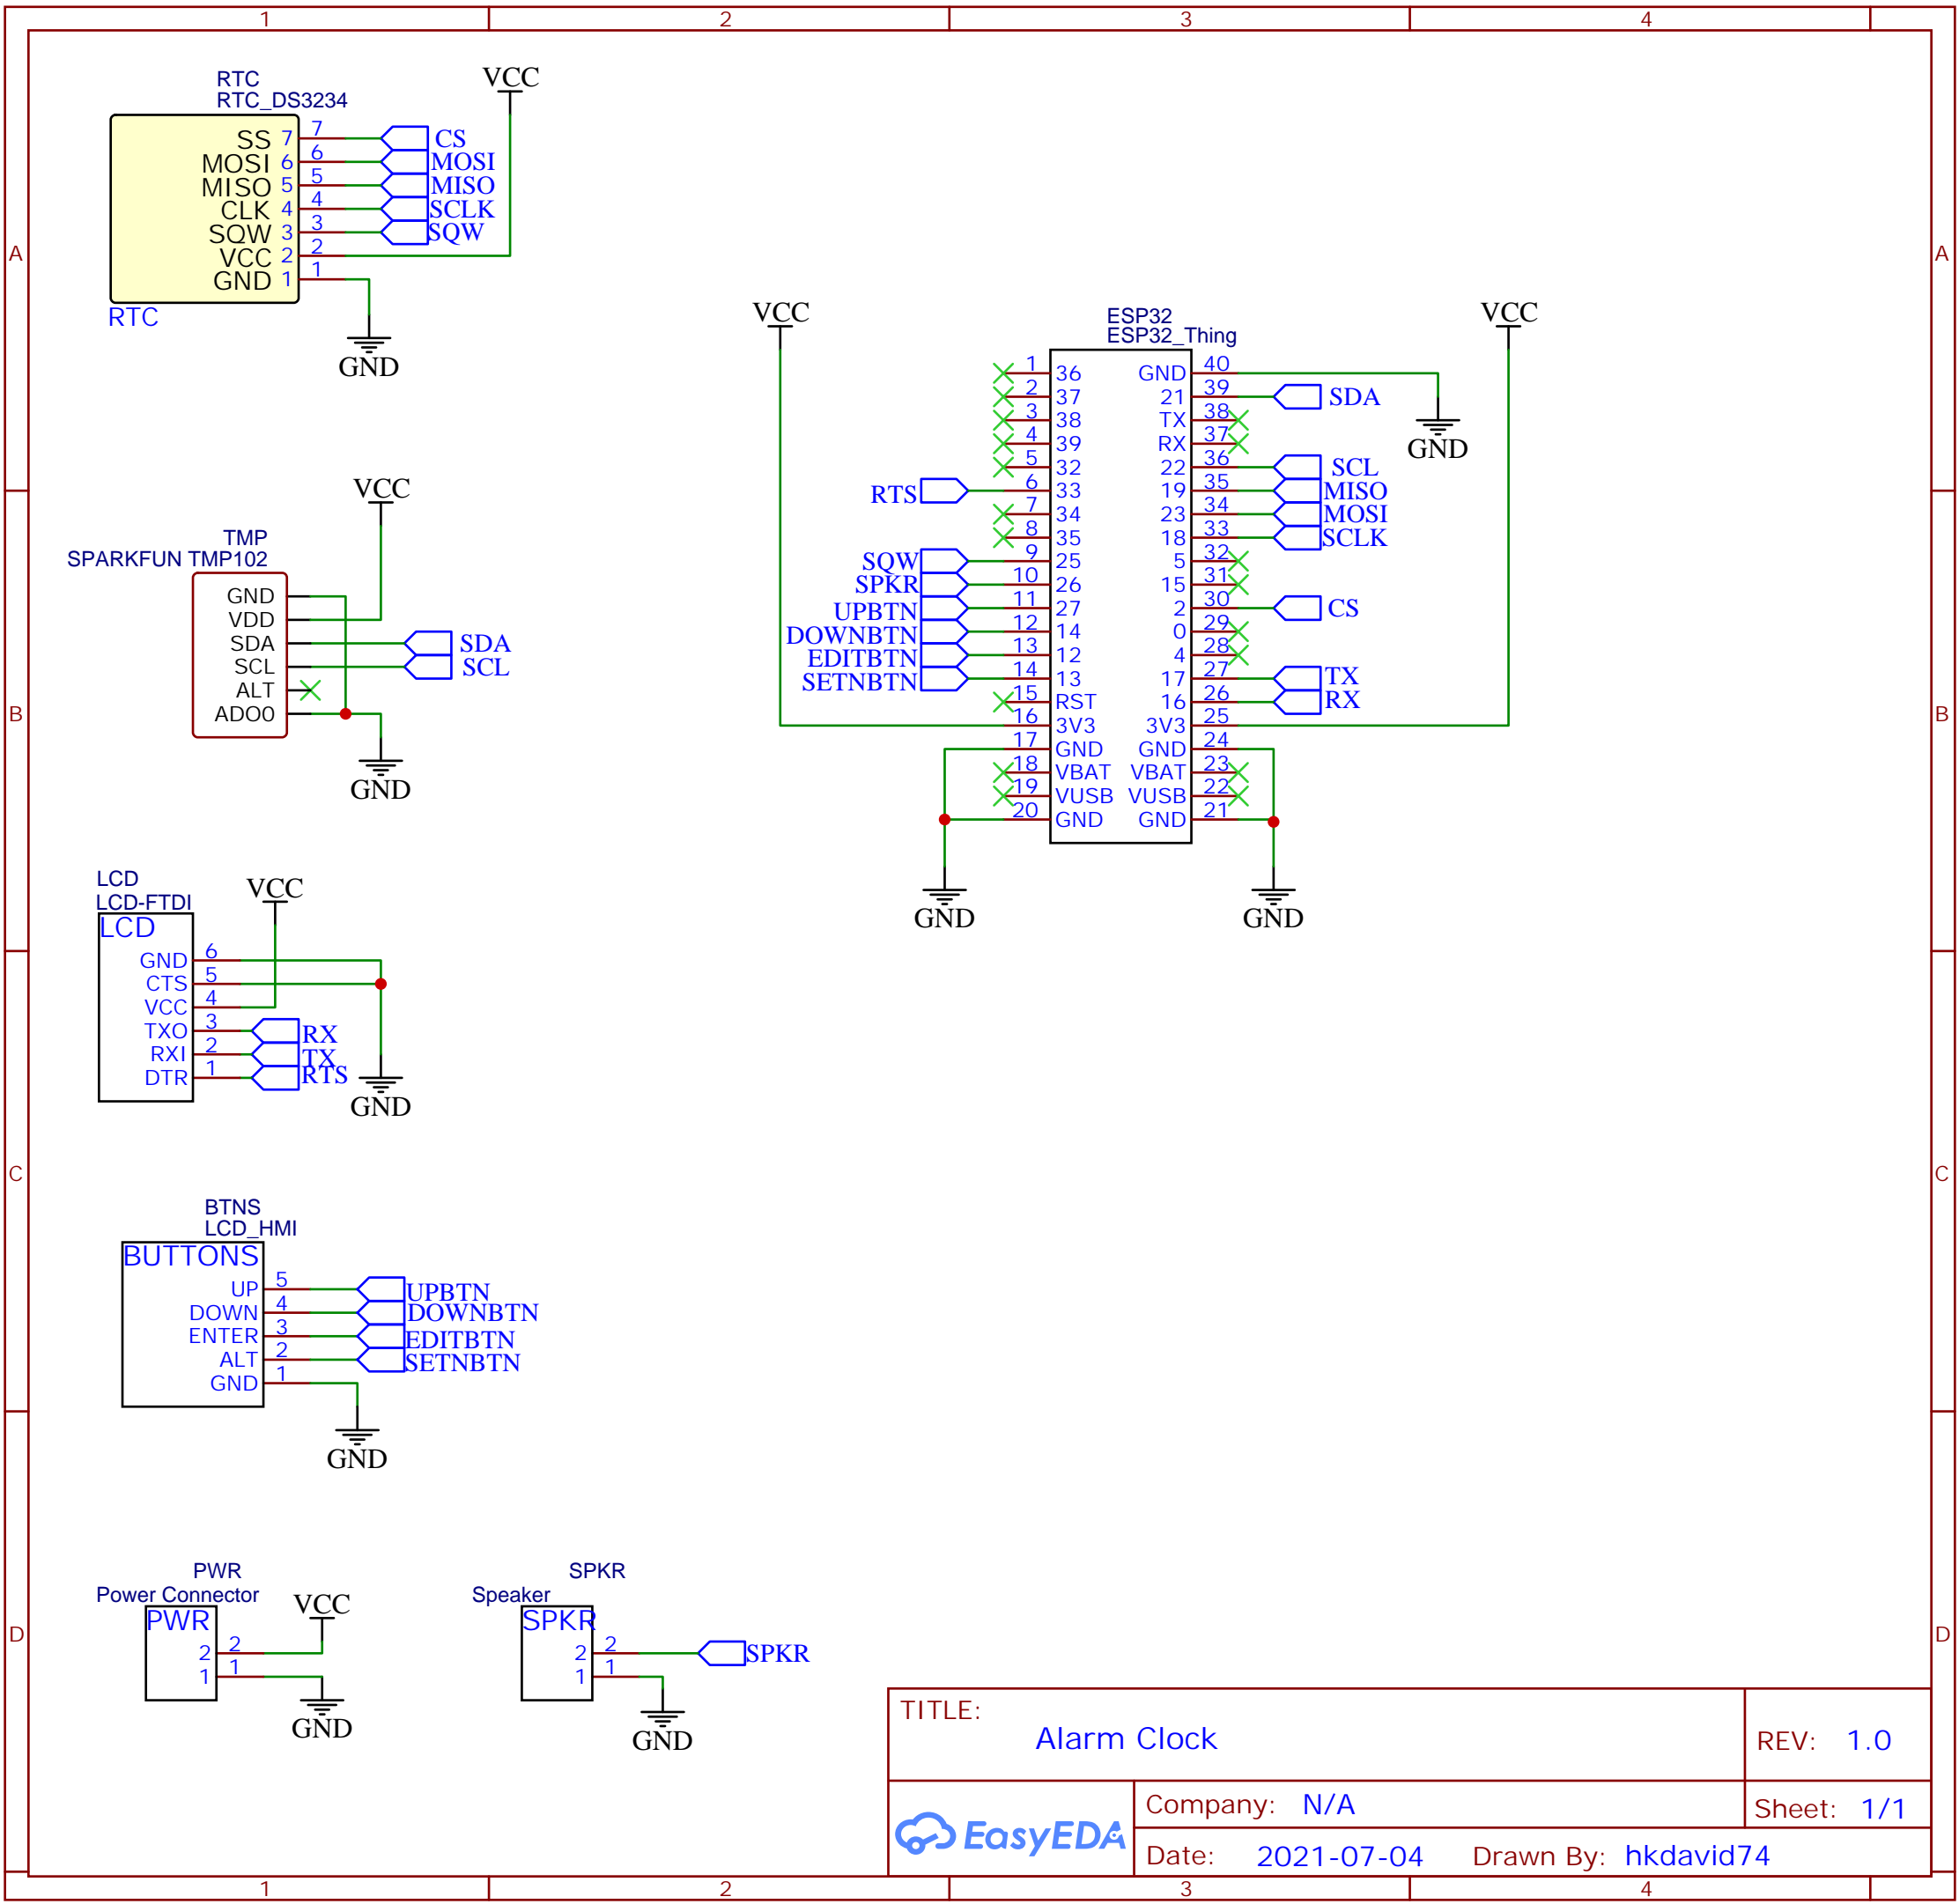 1 2 3 4
A
B
C
D
A
B
C
D
RTC
RTC_DS3234
VCC
SS 7 7 CS
MOSI 6 6 MOSI
MISO 5 5 MISO
CLK 4 4 SCLK
SQW 3 3 SQW
VCC 2 2
GND 1 1
RTC
GND
VCC
TMP
SPARKFUN TMP102
GND
VDD
SDA SDA
SCL SCL
ALT
ADO0
GND
LCD
LCD-FTDI
VCC
LCD
GND 6
CTS 5
VCC 4
TXO 3 RX
RXI 2 TX
DTR 1 RTS
GND
BTNS
LCD_HMI
BUTTONS
UP 5 UPBTN
DOWN 4 DOWNBTN
ENTER 3 EDITBTN
ALT 2 SETNBTN
GND 1
GND
PWR
Power Connector
VCC
PWR
2 2
1 1
GND
SPKR
Speaker
SPKR
2 2 SPKR
1 1
GND
VCC
ESP32
ESP32_Thing
VCC
1 36 GND 40
2 37 21 39 SDA
3 38 TX 38
4 39 RX 37
GND
5 32 22 36 SCL
RTS 6 33 19 35 MISO
7 34 23 34 MOSI
8 35 18 33 SCLK
SQW 9 25 5 32
SPKR 10 26 15 31
UPBTN 11 27 2 30 CS
DOWNBTN 12 14 0 29
EDITBTN 13 12 4 28
SETNBTN 14 13 17 27 TX
15 RST 16 26 RX
16 3V3 3V3 25
17 GND GND 24
18 VBAT VBAT 23
19 VUSB VUSB 22
20 GND GND 21
GND GND
TITLE:
Alarm Clock
REV: 1.0
EasyEDA
Company: N/A
Sheet: 1/1
Date: 2021-07-04 Drawn By: hkdavid74
1 2 3 4